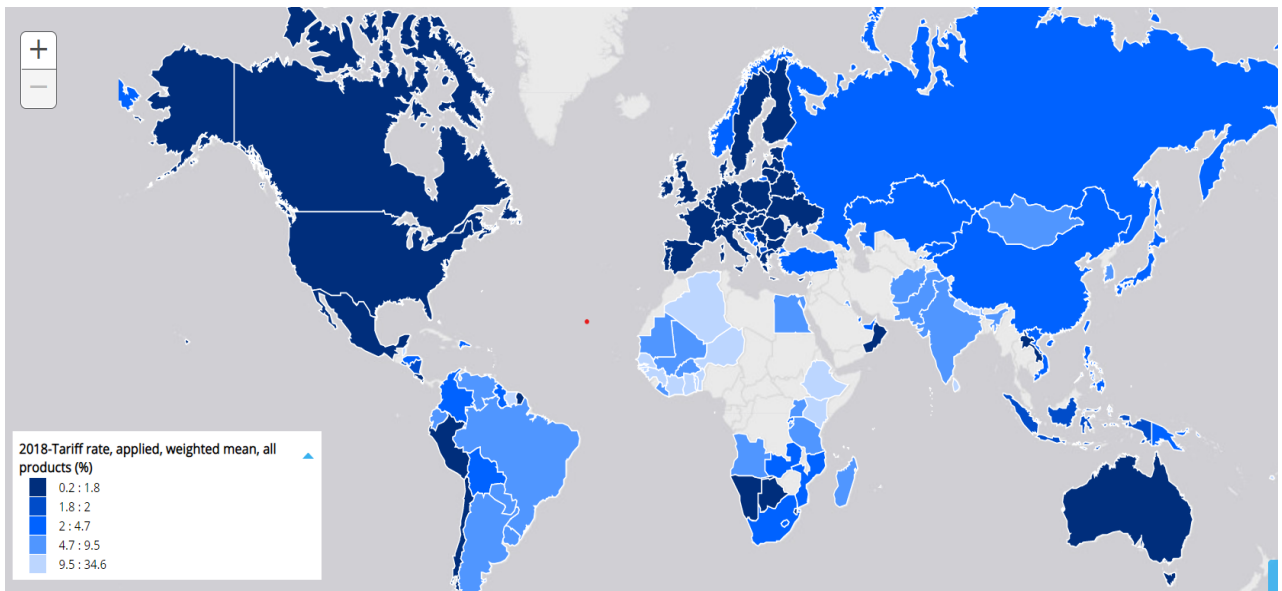 +
−
2018-Tariff rate, applied, weighted mean, all
products (%)
0.2 : 1.8
1.8 : 2
2 : 4.7
4.7 : 9.5
9.5 : 34.6